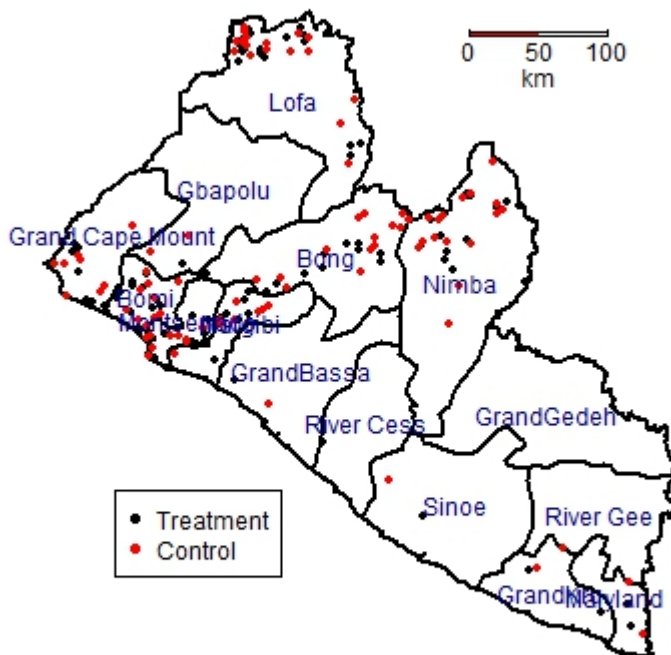 0 50 100
km
Lofa
Gbapolu
Grand Cape Mount
Bong
Nimba
Bomi
GrandBassa
River Cess
GrandGedeh
Sinoe
River Gee
Maryland
Treatment
Control